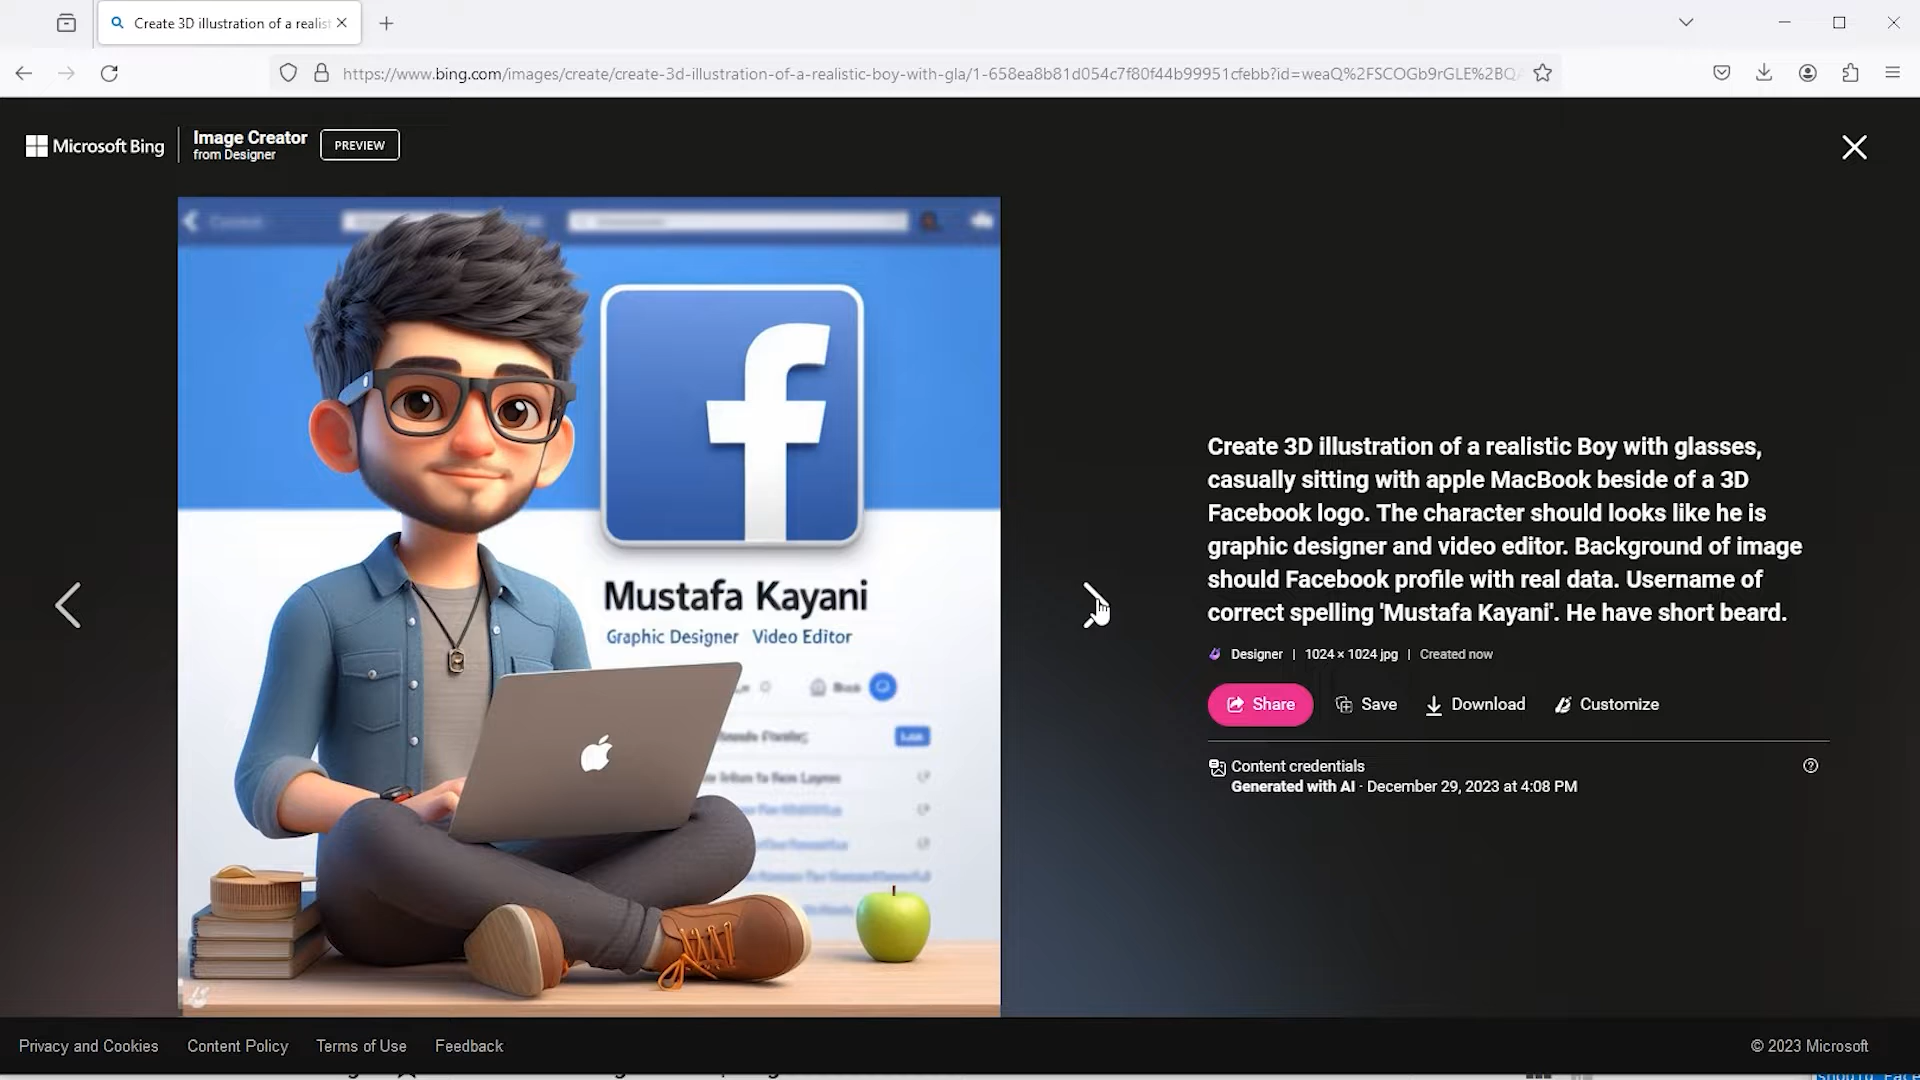 Create 3D illustration of a realis
https://www.bing.com/images/create/create-3d-illustration-of-a-realistic-boy-with-gla/1-658ea8b81d054c7f80f44b99951cfebb?id=weaQ%2FSCOGb9rGLE%2BQ
Microsoft Bing
Image Creator
from Designer
PREVIEW
f
Mustafa Kayani
Graphic Designer Video Editor
Create 3D illustration of a realistic Boy with glasses,
casually sitting with apple MacBook beside of a 3D
Facebook logo. The character should looks like he is
graphic designer and video editor. Background of image
should Facebook profile with real data. Username of
correct spelling 'Mustafa Kayani'. He have short beard.
Designer | 1024 × 1024 jpg | Created now
Share
Save
Download
Customize
Content credentials
Generated with AI · December 29, 2023 at 4:08 PM
Privacy and Cookies
Content Policy
Terms of Use
Feedback
© 2023 Microsoft